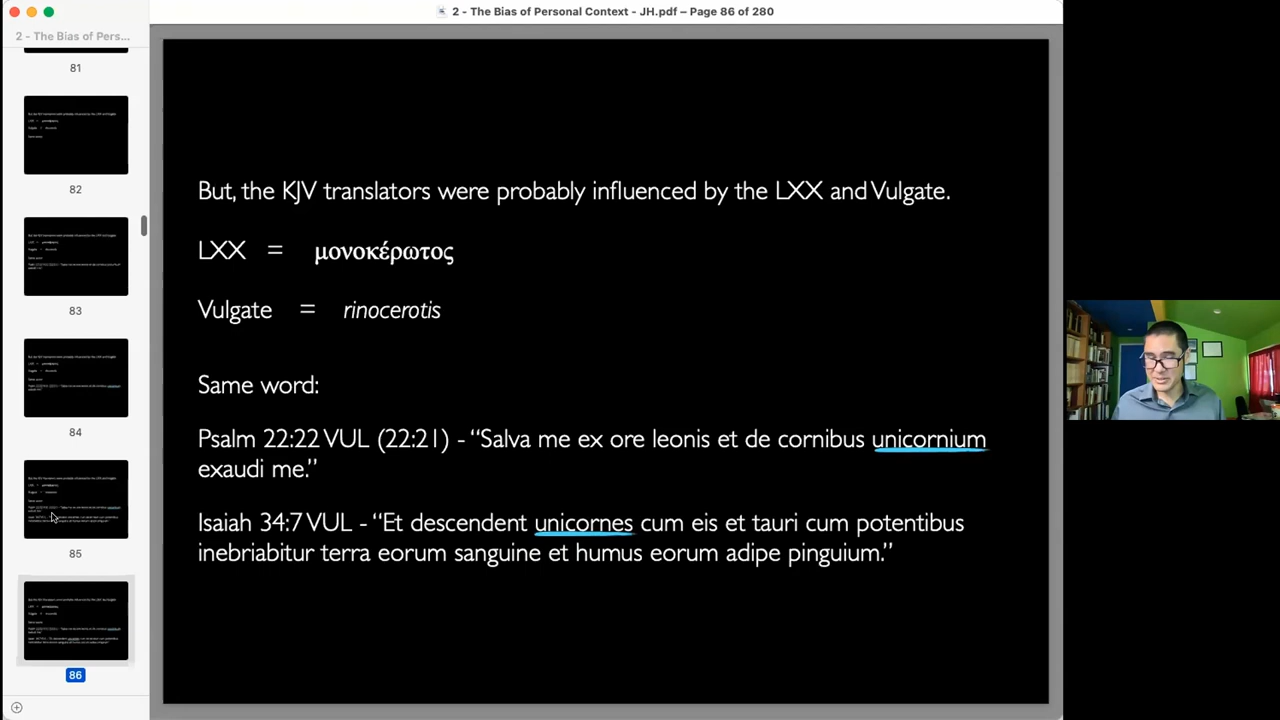 2 - The Bias of Personal Context - JH.pdf – Page 86 of 280
2 - The Bias of Pers...
81
82
83
84
85
86
But, the KJV translators were probably influenced by the LXX and Vulgate.
LXX = μονοκέρωτος
Vulgate = rinocerotis
Same word:
Psalm 22:22 VUL (22:21) - “Salva me ex ore leonis et de cornibus unicornium
exaudi me.”
Isaiah 34:7 VUL - “Et descendent unicornes cum eis et tauri cum potentibus
inebriabitur terra eorum sanguine et humus eorum adipe pinguium.”